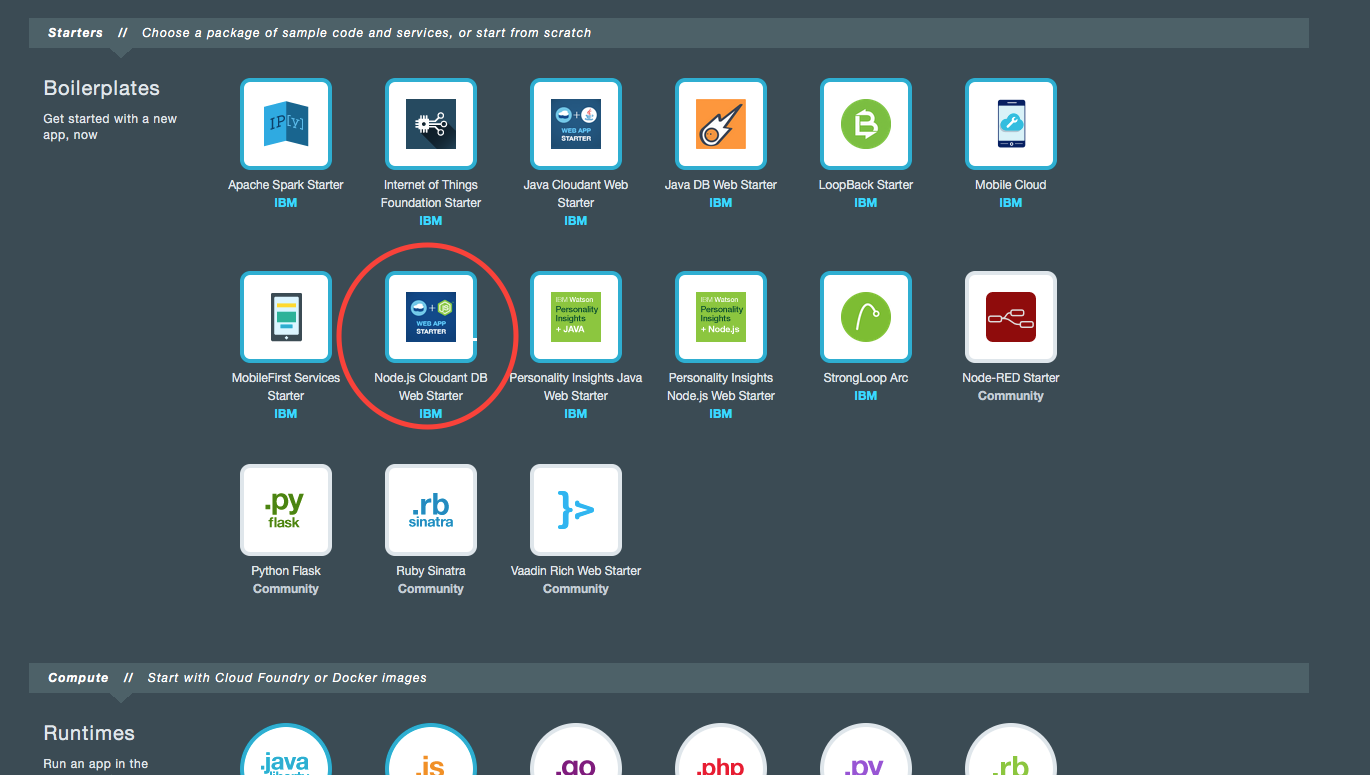 Starters // Choose a package of sample code and services, or start from scratch
Boilerplates
Get started with a new
app, now
IP[y]
WEB APP
STARTER
Apache Spark Starter
IBM
Internet of Things
Foundation Starter
IBM
Java Cloudant Web
Starter
IBM
Java DB Web Starter
IBM
LoopBack Starter
IBM
Mobile Cloud
IBM
JS
WEB APP
STARTER
IBM Watson
Personality
Insights
+ JAVA
IBM Watson
Personality
Insights
+ Node.js
MobileFirst Services
Starter
IBM
Node.js Cloudant DB
Web Starter
IBM
Personality Insights Java
Web Starter
IBM
Personality Insights
Node.js Web Starter
IBM
StrongLoop Arc
IBM
Node-RED Starter
Community
.py
flask
.rb
sinatra
}>
Python Flask
Community
Ruby Sinatra
Community
Vaadin Rich Web Starter
Community
Compute // Start with Cloud Foundry or Docker images
Runtimes
Run an app in the
.java
liberty
.js
.go
.php
.py
.rb